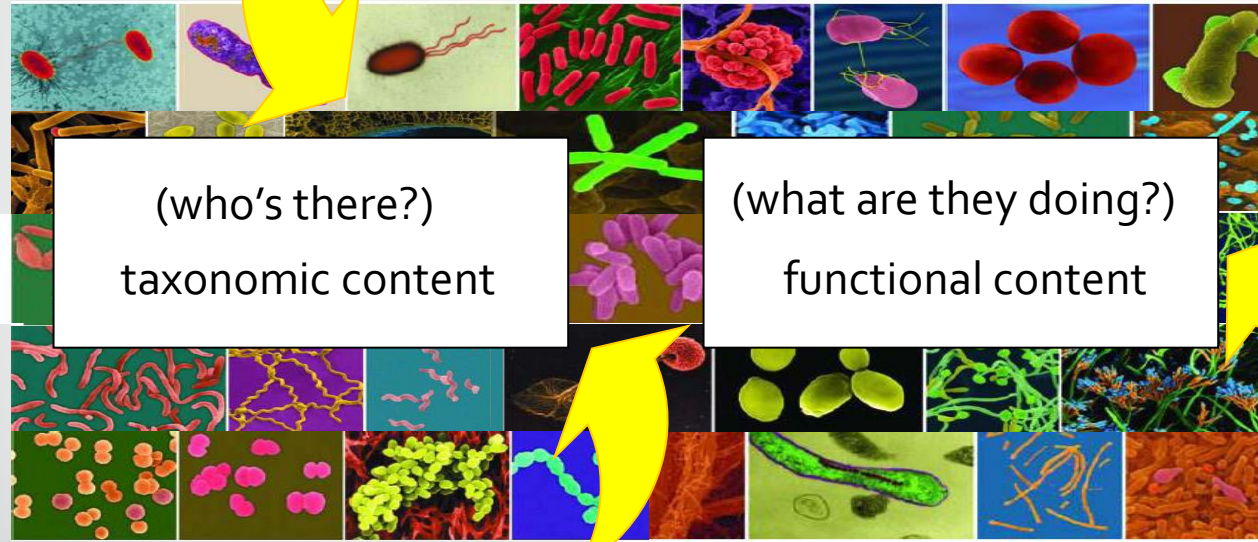 (who's there?)
taxonomic content
(what are they doing?)
functional content